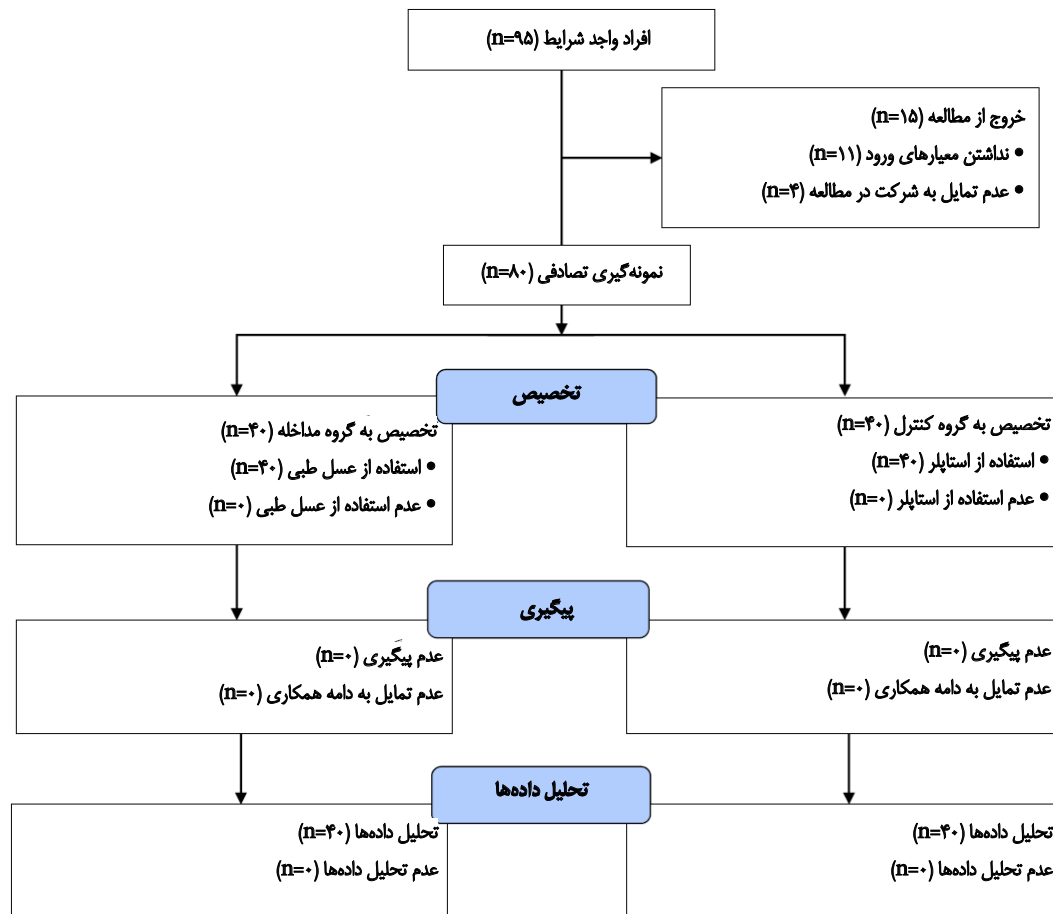 افراد واجد شرایط (n=۹۵)
خروج از مطالعه (n=۱۵)
• نداشتن معیارهای ورود (n=۱۱)
• عدم تمایل به شرکت در مطالعه (n=۴)
نمونه‌گیری تصادفی (n=۸۰)
تخصیص
تخصیص به گروه کنترل (n=۴۰)
• استفاده از استاپلر (n=۴۰)
• عدم استفاده از استاپلر (n=۰)
تخصیص به گروه مداخله (n=۴۰)
• استفاده از عسل طبی (n=۴۰)
• عدم استفاده از عسل طبی (n=۰)
پیگیری
عدم پیگیری (n=۰)
عدم تمایل به دامه همکاری (n=۰)
عدم پیگیری (n=۰)
عدم تمایل به دامه همکاری (n=۰)
تحلیل داده‌ها
تحلیل داده‌ها (n=۴۰)
عدم تحلیل داده‌ها (n=۰)
تحلیل داده‌ها (n=۴۰)
عدم تحلیل داده‌ها (n=۰)